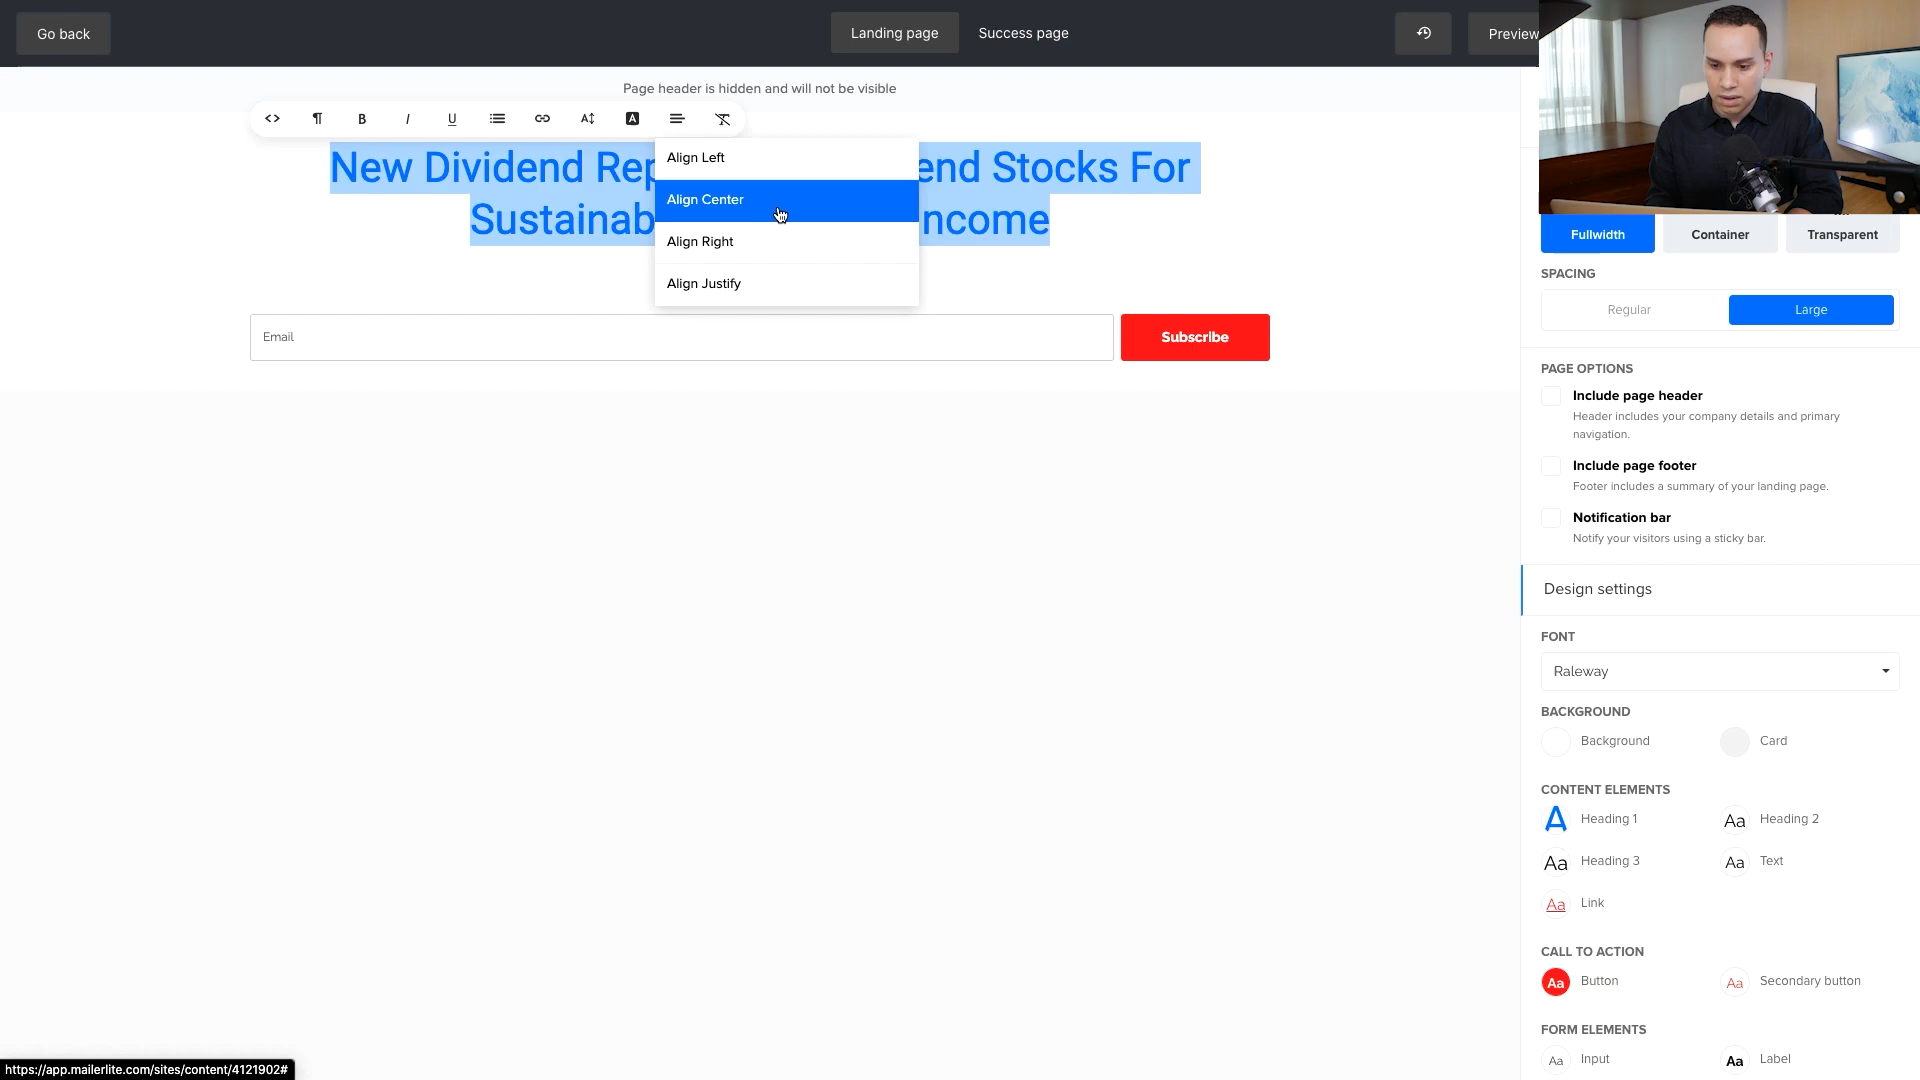 Go back
Landing page
Success page
Preview
Page header is hidden and will not be visible
B
I
U
A
A
Align Left
Align Center
Align Right
Align Justify
New Dividend Rep end Stocks For
Sustainab ncome
Email
Subscribe
Fullwidth
Container
Transparent
SPACING
Regular
Large
PAGE OPTIONS
Include page header
Header includes your company details and primary
navigation.
Include page footer
Footer includes a summary of your landing page.
Notification bar
Notify your visitors using a sticky bar.
Design settings
FONT
Raleway
BACKGROUND
Background
Card
CONTENT ELEMENTS
A Heading 1
Aa Heading 2
Aa Heading 3
Aa Text
Aa Link
CALL TO ACTION
Aa Button
Aa Secondary button
FORM ELEMENTS
Aa Input
Aa Label
https://app.mailerlite.com/sites/content/4121902#